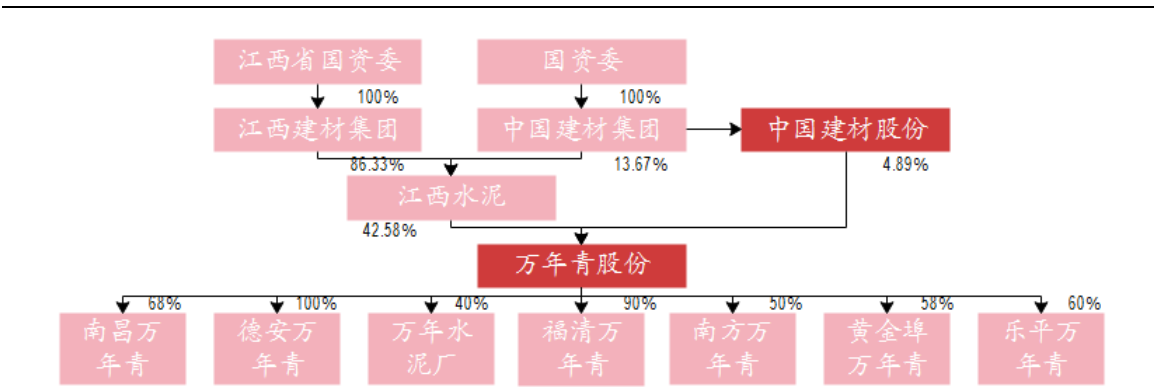 江西省国资委
国资委
100%
100%
江西建材集团
中国建材集团
中国建材股份
86.33%
13.67%
4.89%
江西水泥
42.58%
万年青股份
68%
100%
40%
90%
50%
58%
60%
南昌万
年青
德安万
年青
万年水
泥厂
福清万
年青
南方万
年青
黄金埠
万年青
乐平万
年青